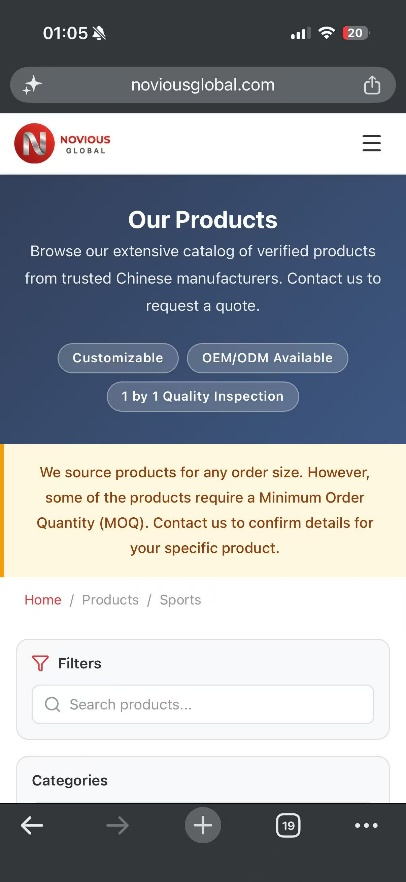 01:05
20
noviousglobal.com
N NOVIOUS
GLOBAL
Our Products
Browse our extensive catalog of verified products
from trusted Chinese manufacturers. Contact us to
request a quote.
Customizable
OEM/ODM Available
1 by 1 Quality Inspection
We source products for any order size. However,
some of the products require a Minimum Order
Quantity (MOQ). Contact us to confirm details for
your specific product.
Home / Products / Sports
Filters
Search products...
Categories
19